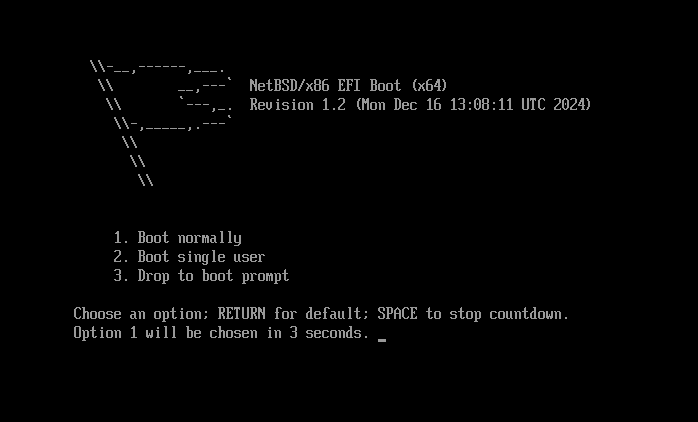 \\-__,------,___.
\\        __,---`  NetBSD/x86 EFI Boot (x64)
\\       `---,_.  Revision 1.2 (Mon Dec 16 13:08:11 UTC 2024)
\\-,_____,.---`
\\
\\
\\
1. Boot normally
2. Boot single user
3. Drop to boot prompt
Choose an option; RETURN for default; SPACE to stop countdown.
Option 1 will be chosen in 3 seconds. _